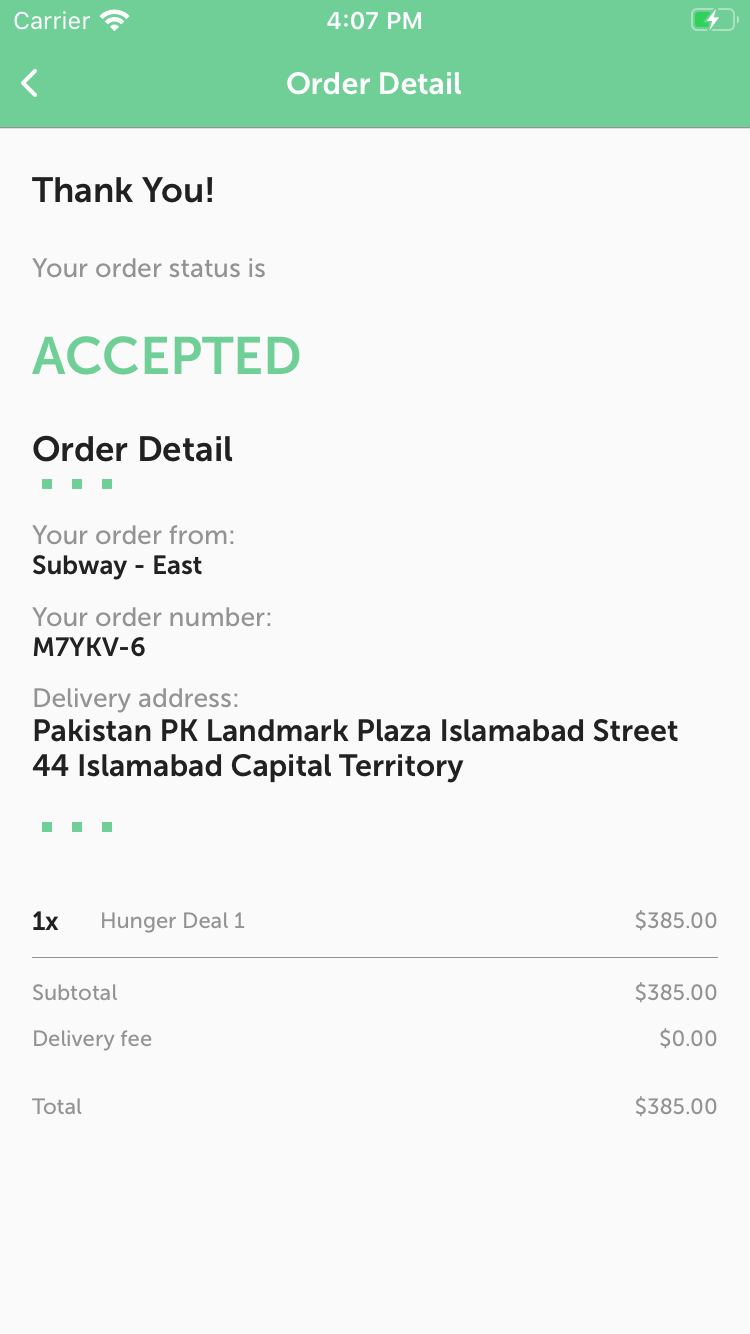 Carrier 4:07 PM
Order Detail
Thank You!
Your order status is
ACCEPTED
Order Detail
Your order from:
Subway - East
Your order number:
M7YKV-6
Delivery address:
Pakistan PK Landmark Plaza Islamabad Street
44 Islamabad Capital Territory
1x Hunger Deal 1 $385.00
Subtotal $385.00
Delivery fee $0.00
Total $385.00